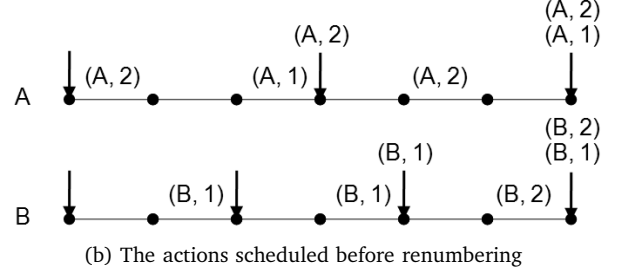 (A, 2)
(A, 2) (A, 1)
(A, 2) (A, 1) (A, 2)
A
(B, 2)
(B, 1) (B, 1)
(B, 1) (B, 1) (B, 2)
B
(b) The actions scheduled before renumbering